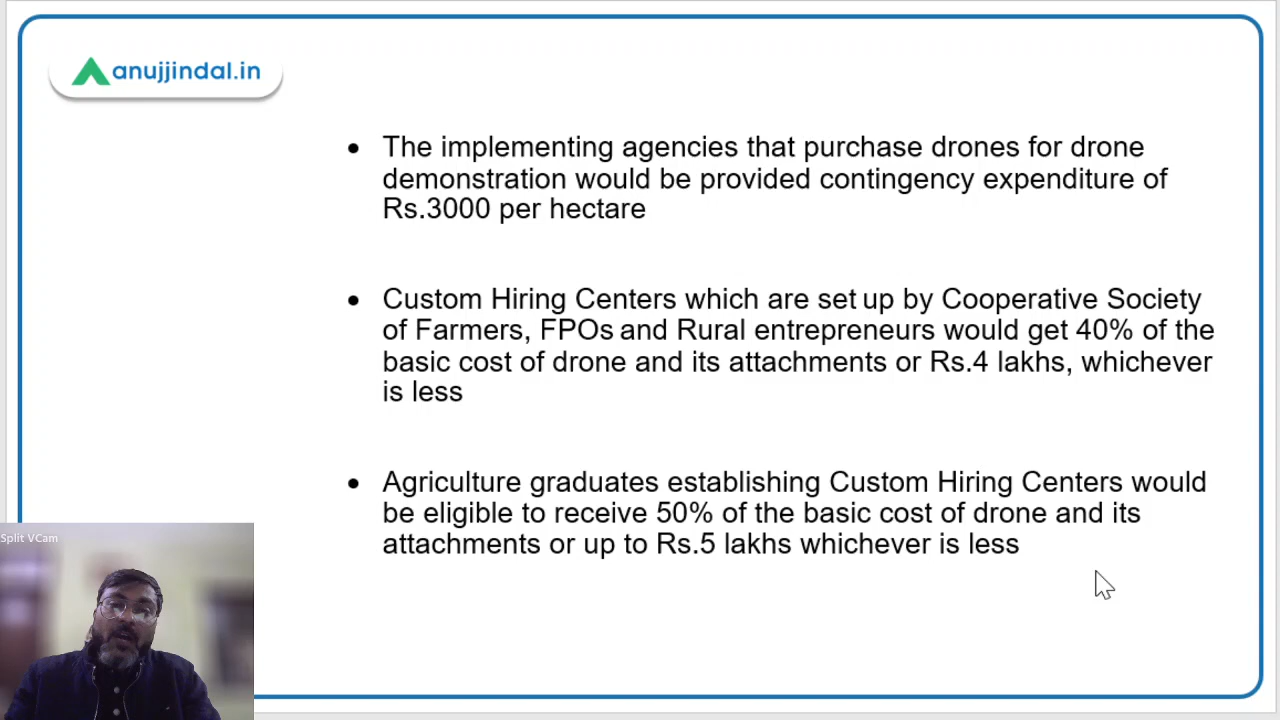 anujjindal.in
• The implementing agencies that purchase drones for drone
demonstration would be provided contingency expenditure of
Rs.3000 per hectare
• Custom Hiring Centers which are set up by Cooperative Society
of Farmers, FPOs and Rural entrepreneurs would get 40% of the
basic cost of drone and its attachments or Rs.4 lakhs, whichever
is less
• Agriculture graduates establishing Custom Hiring Centers would
be eligible to receive 50% of the basic cost of drone and its
attachments or up to Rs.5 lakhs whichever is less
Split VCam